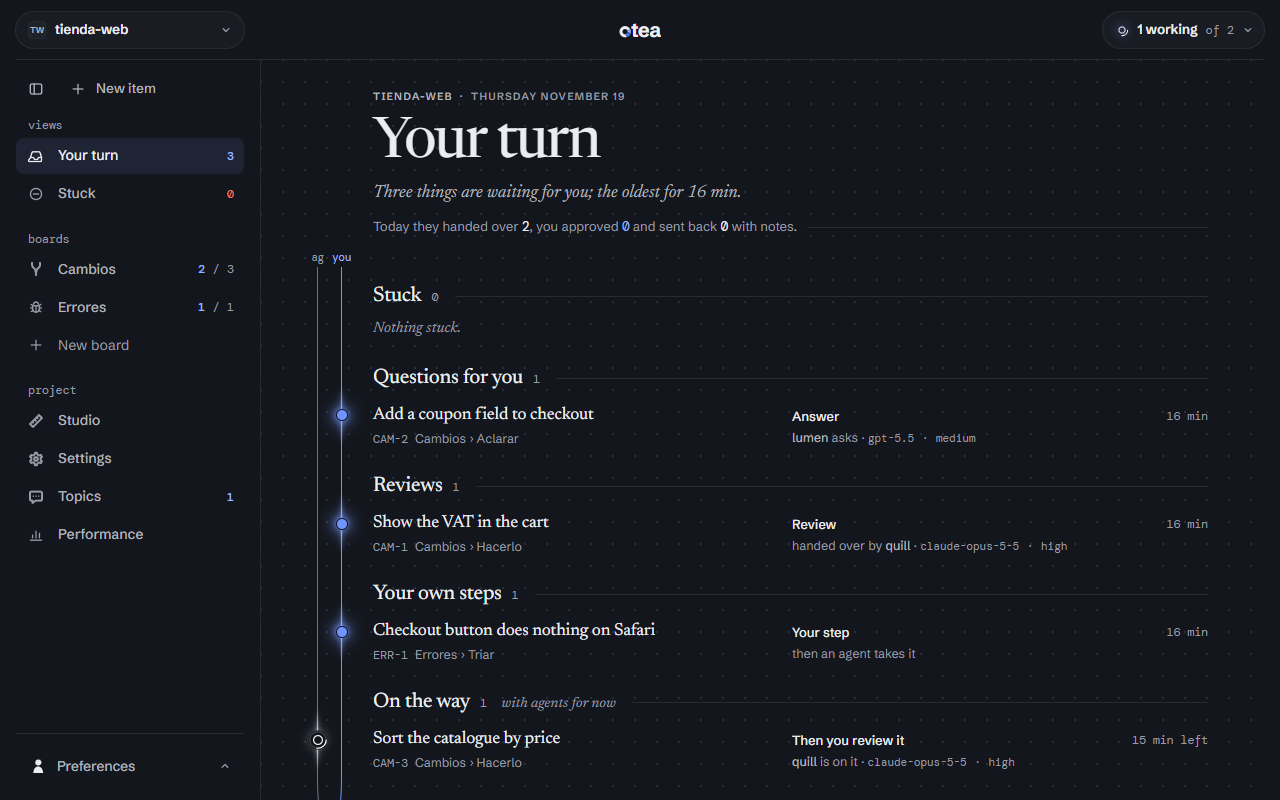 TW tienda-web
otea
1 working of 2
New item
views
Your turn 3
Stuck 0
boards
Cambios 2 / 3
Errores 1 / 1
New board
project
Studio
Settings
Topics 1
Performance
Preferences
TIENDA-WEB · THURSDAY NOVEMBER 19
Your turn
Three things are waiting for you; the oldest for 16 min.
Today they handed over 2, you approved 0 and sent back 0 with notes.
ag you
Stuck 0
Nothing stuck.
Questions for you 1
Add a coupon field to checkout Answer 16 min
CAM-2 Cambios › Aclarar lumen asks · gpt-5.5 · medium
Reviews 1
Show the VAT in the cart Review 16 min
CAM-1 Cambios › Hacerlo handed over by quill · claude-opus-5-5 · high
Your own steps 1
Checkout button does nothing on Safari Your step 16 min
ERR-1 Errores › Triar then an agent takes it
On the way 1 with agents for now
Sort the catalogue by price Then you review it 15 min left
CAM-3 Cambios › Hacerlo quill is on it · claude-opus-5-5 · high